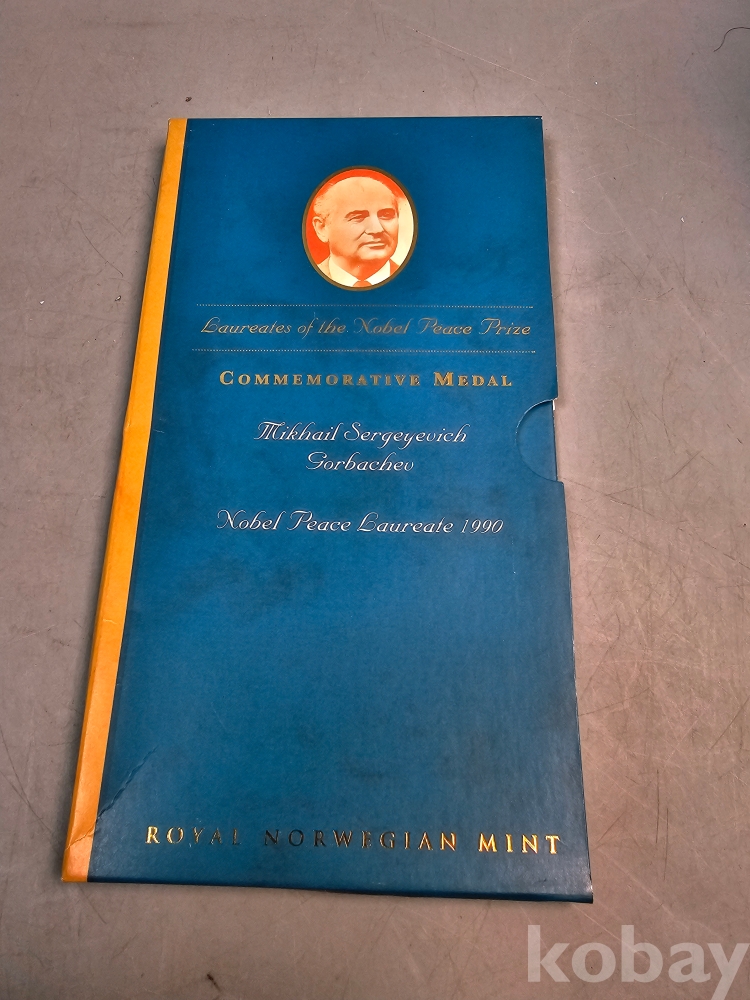 Laureates of the Nobel Peace Prize
COMMEMORATIVE MEDAL
Mikhail Sergeyevich
Gorbachev
Nobel Peace Laureate 1990
ROYAL NORWEGIAN MINT
kobay